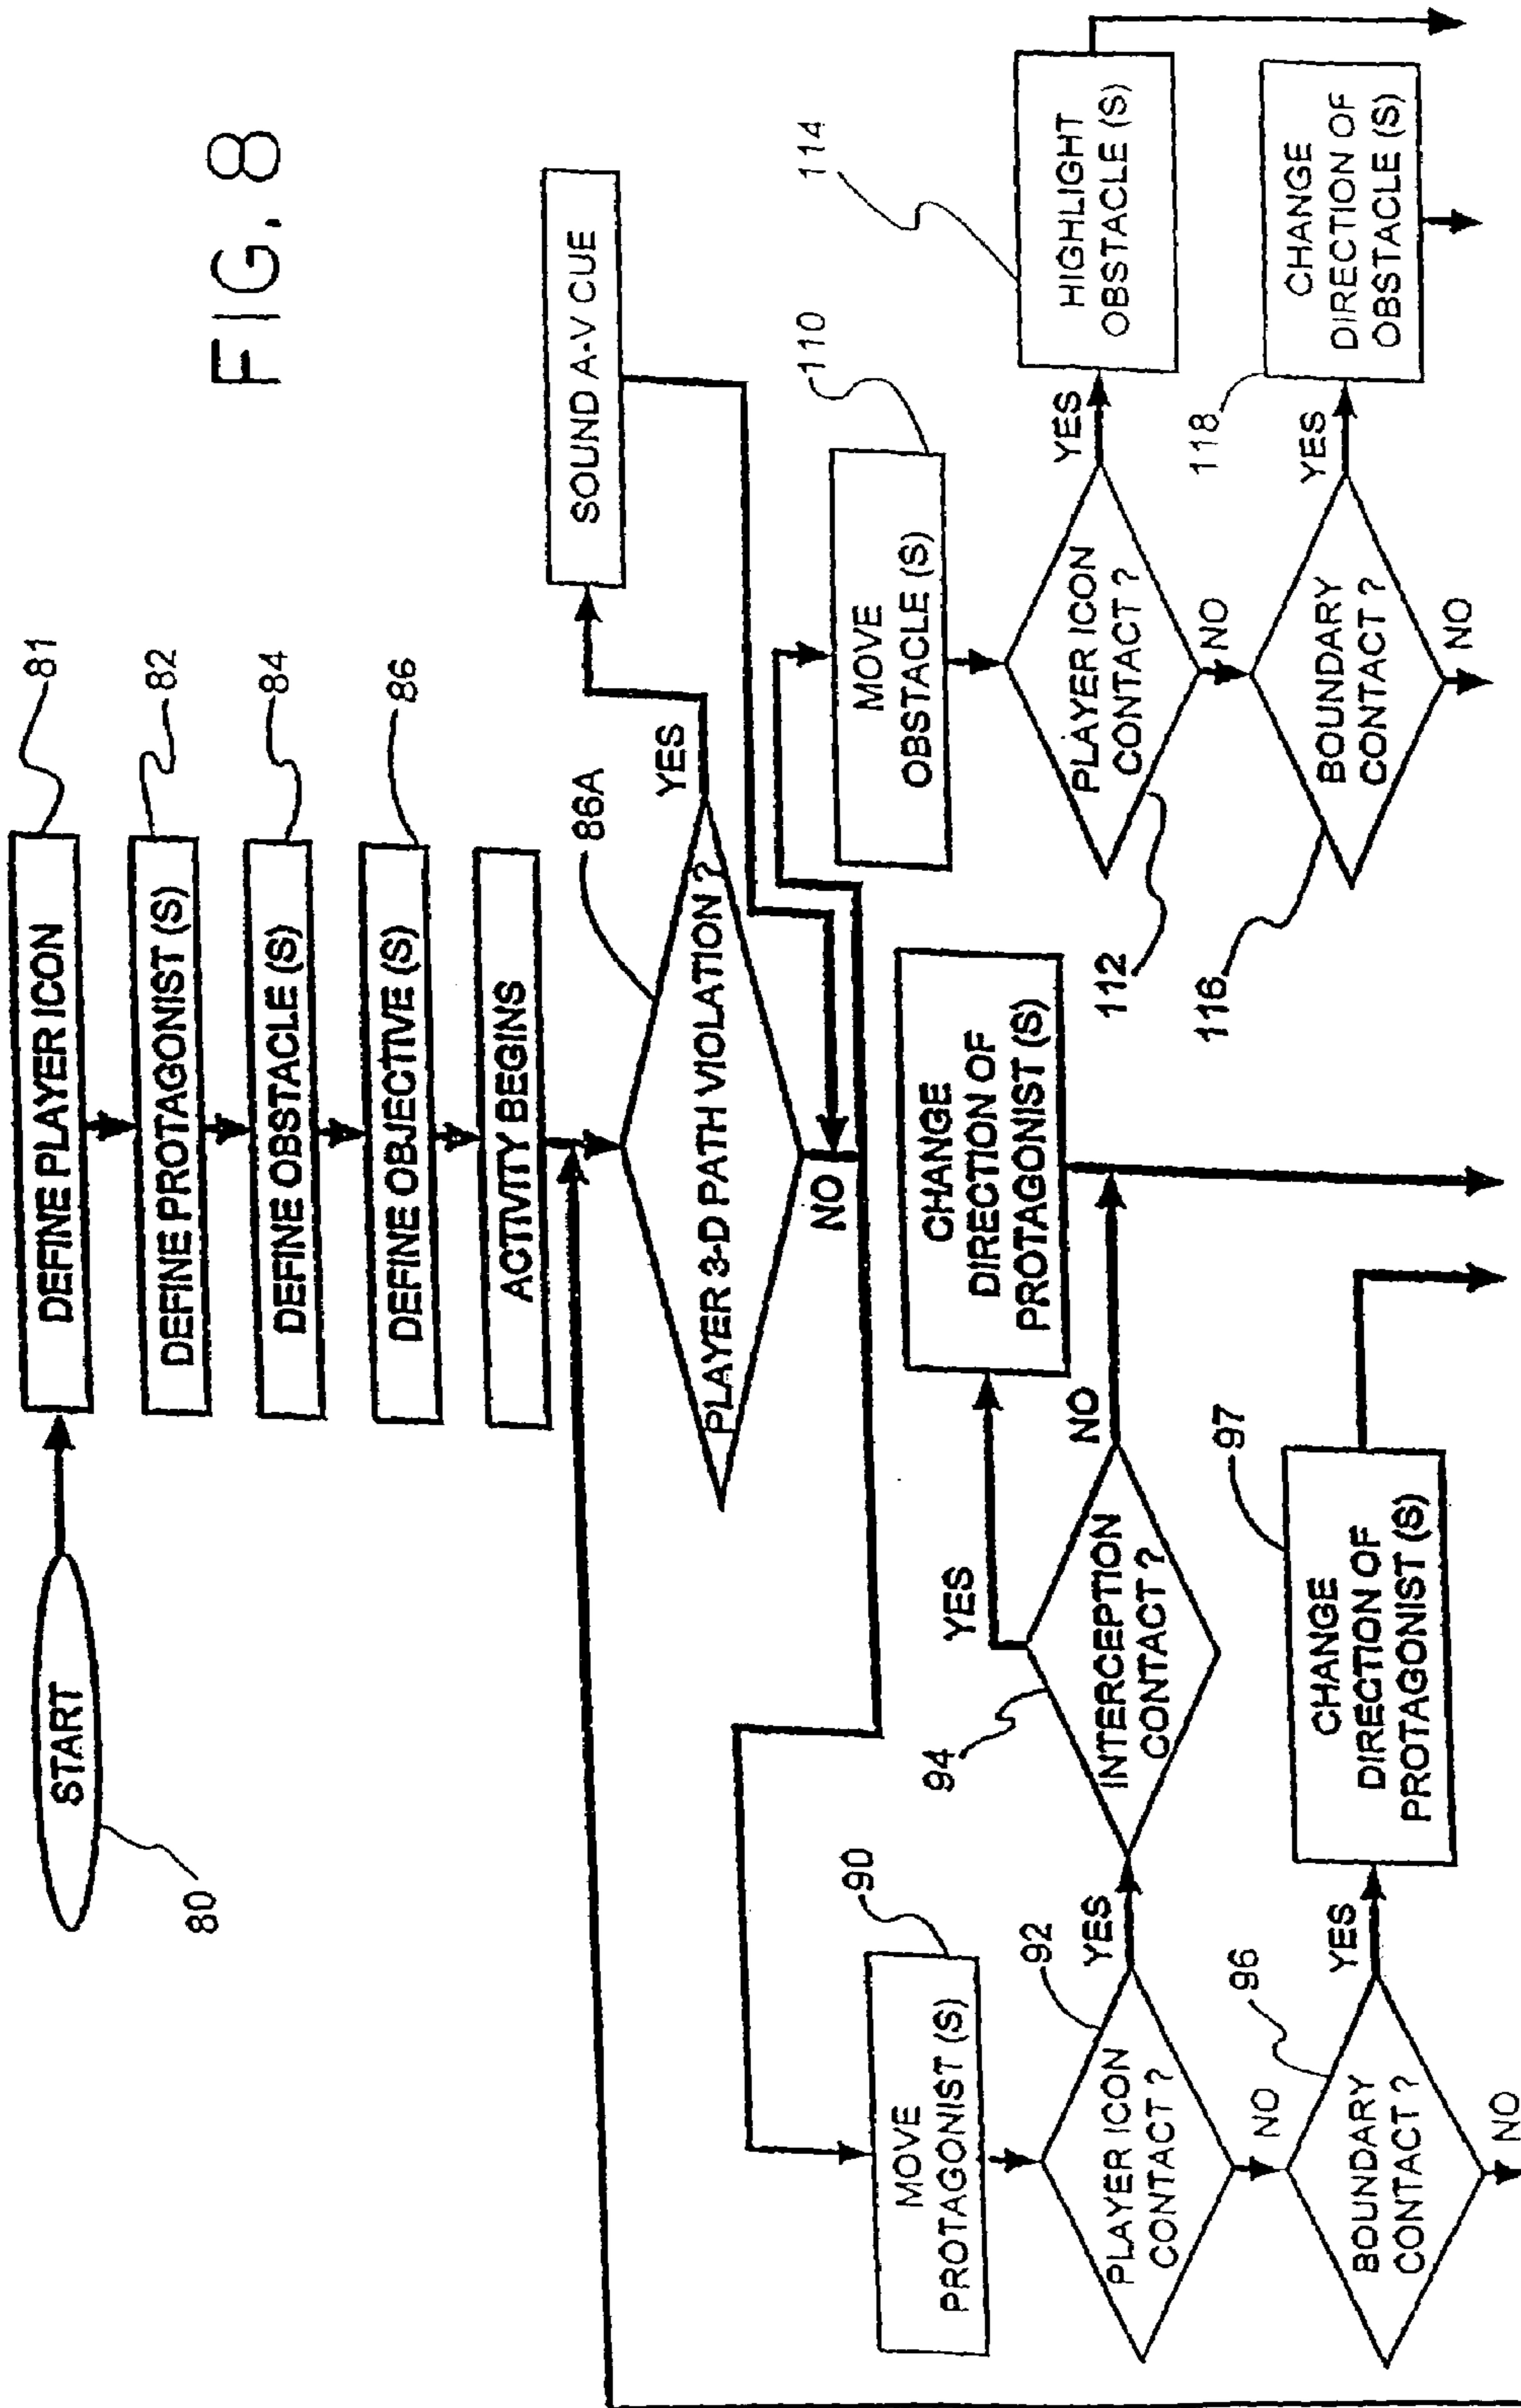 FIG. 8
START
80
DEFINE PLAYER ICON
81
DEFINE PROTAGONIST (S)
82
DEFINE OBSTACLE (S)
84
DEFINE OBJECTIVE (S)
86
ACTIVITY BEGINS
PLAYER 3-D PATH VIOLATION ?
86A
YES
SOUND A-V CUE
NO
MOVE
PROTAGONIST (S)
90
PLAYER ICON
CONTACT ?
92
YES
INTERCEPTION
CONTACT ?
94
YES
CHANGE
DIRECTION OF
PROTAGONIST (S)
NO
NO
BOUNDARY
CONTACT ?
96
YES
CHANGE
DIRECTION OF
PROTAGONIST (S)
97
NO
MOVE
OBSTACLE (S)
110
PLAYER ICON
CONTACT ?
112
YES
HIGHLIGHT
OBSTACLE (S)
114
NO
BOUNDARY
CONTACT ?
116
YES
CHANGE
DIRECTION OF
OBSTACLE (S)
118
NO